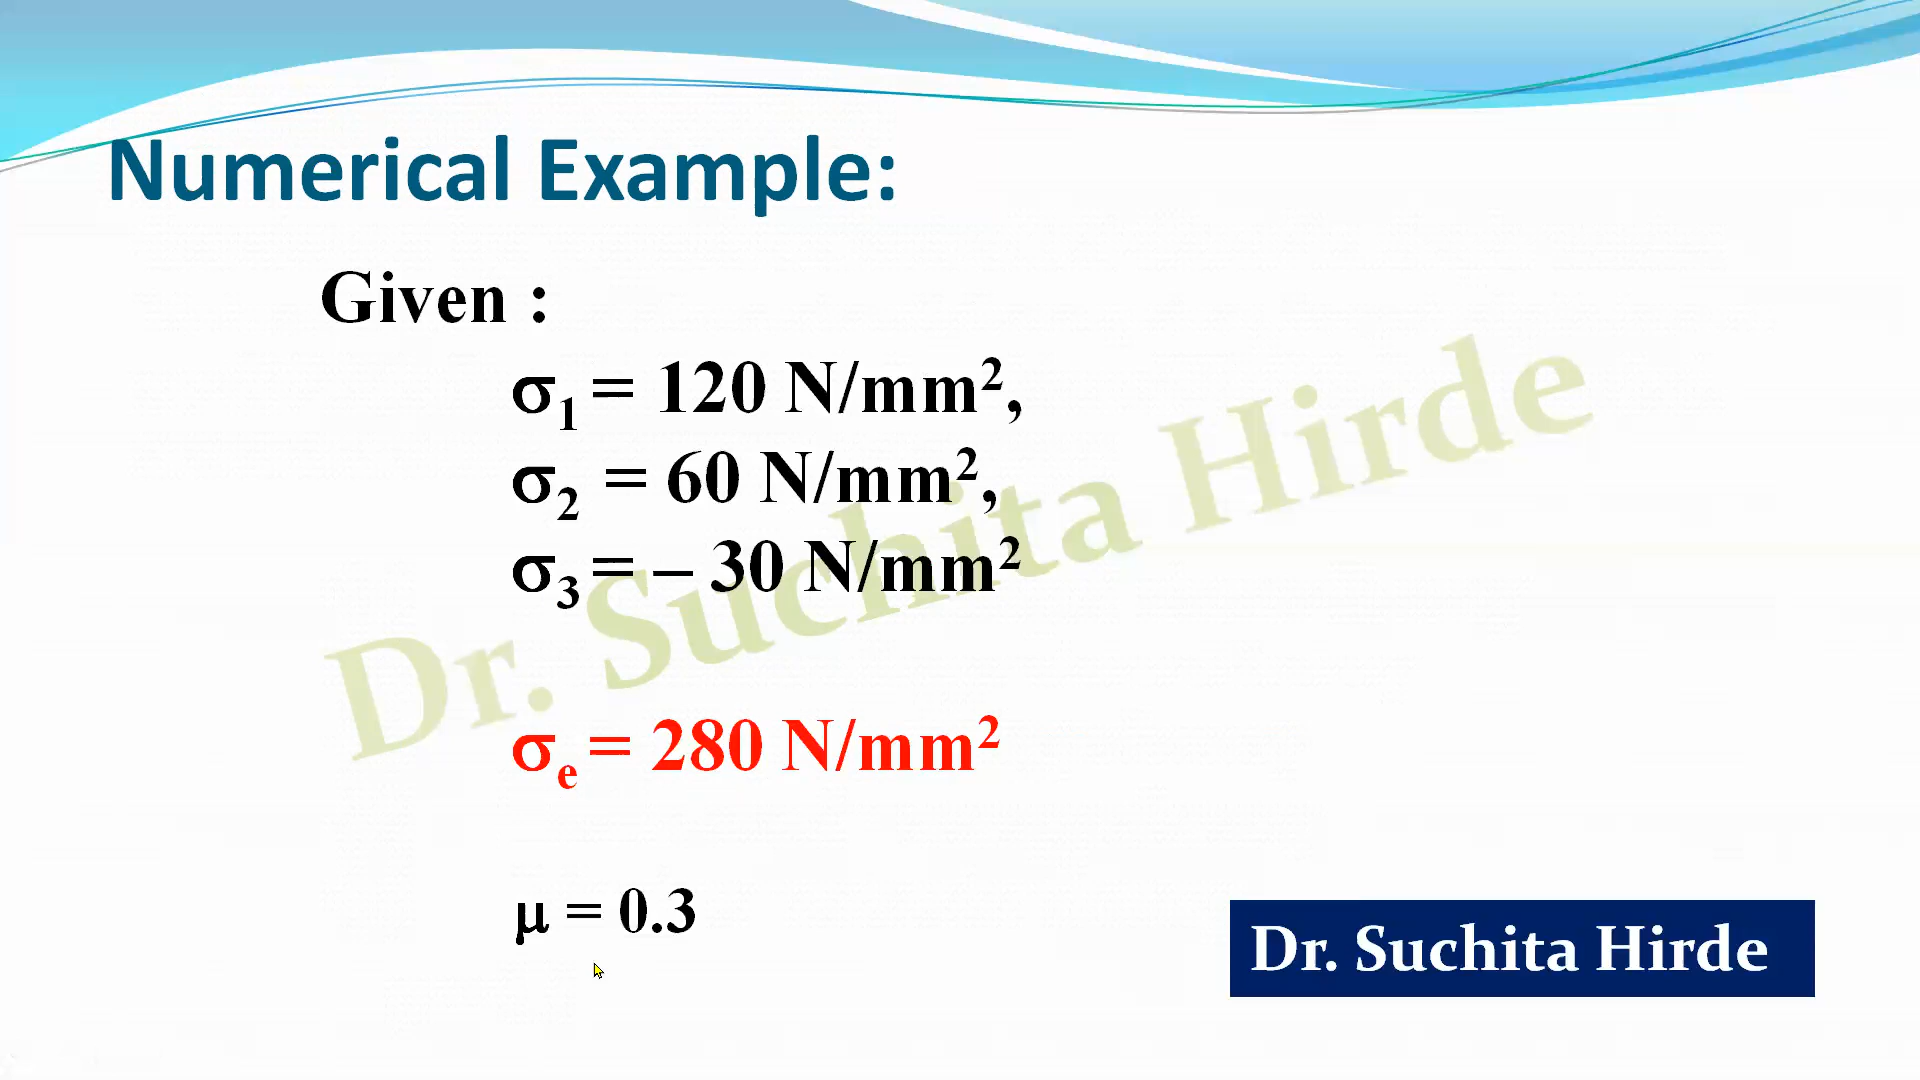 Numerical Example:
Given :
σ₁ = 120 N/mm²,
σ₂ = 60 N/mm²,
σ₃ = – 30 N/mm²
Dr. Suchita Hirde
σₑ = 280 N/mm²
μ = 0.3
Dr. Suchita Hirde